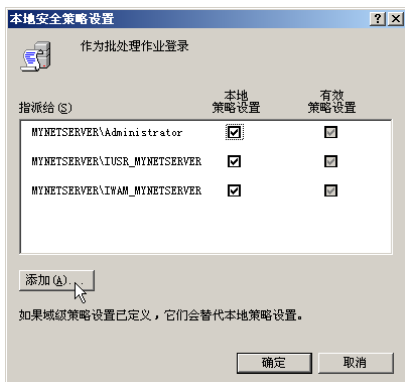 本地安全策略设置
作为批处理作业登录
指派给(S)
本地
策略设置
有效
策略设置
MYNETSERVER\Administrator
MYNETSERVER\IUSR_MYNETSERVER
MYNETSERVER\IWAM_MYNETSERVER
添加(A)...
如果域级策略设置已定义，它们会替代本地策略设置。
确定
取消